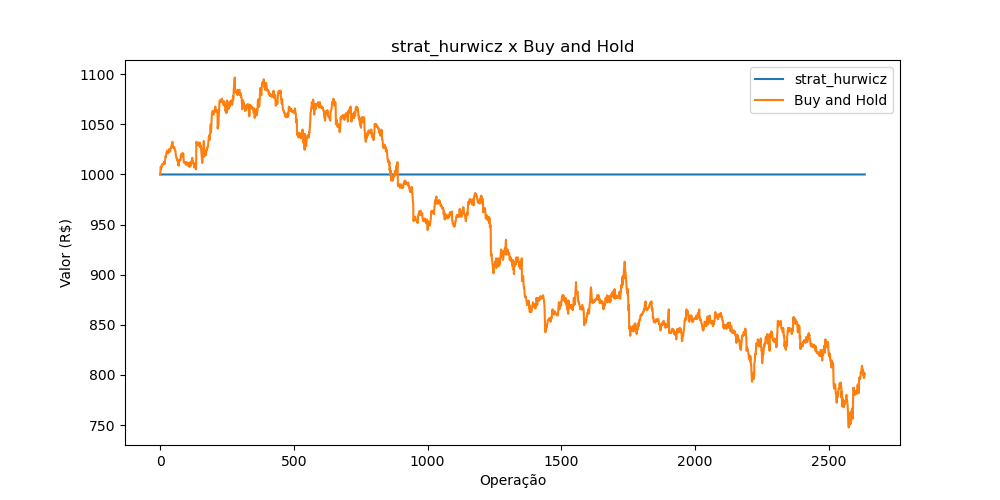 strat_hurwicz x Buy and Hold
strat_hurwicz
Buy and Hold
1100
1050
1000
950
900
850
800
750
Valor (R$)
0 500 1000 1500 2000 2500
Operação